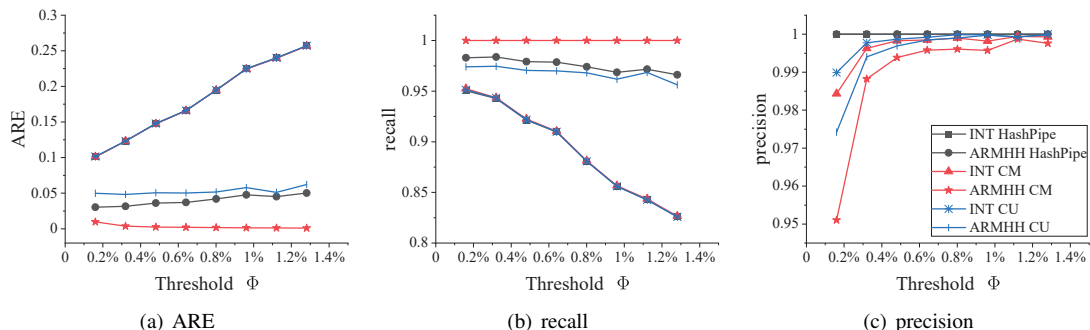 0.3
0.25
0.2
0.15
0.1
0.05
0
ARE
0 0.2% 0.4% 0.6% 0.8% 1% 1.2% 1.4%
Threshold Φ
(a) ARE
1
0.95
0.9
0.85
0.8
recall
0 0.2% 0.4% 0.6% 0.8% 1% 1.2% 1.4%
Threshold Φ
(b) recall
1
0.99
0.98
0.97
0.96
0.95
precision
INT HashPipe
ARMHH HashPipe
INT CM
ARMHH CM
INT CU
ARMHH CU
0 0.2% 0.4% 0.6% 0.8% 1% 1.2% 1.4%
Threshold Φ
(c) precision